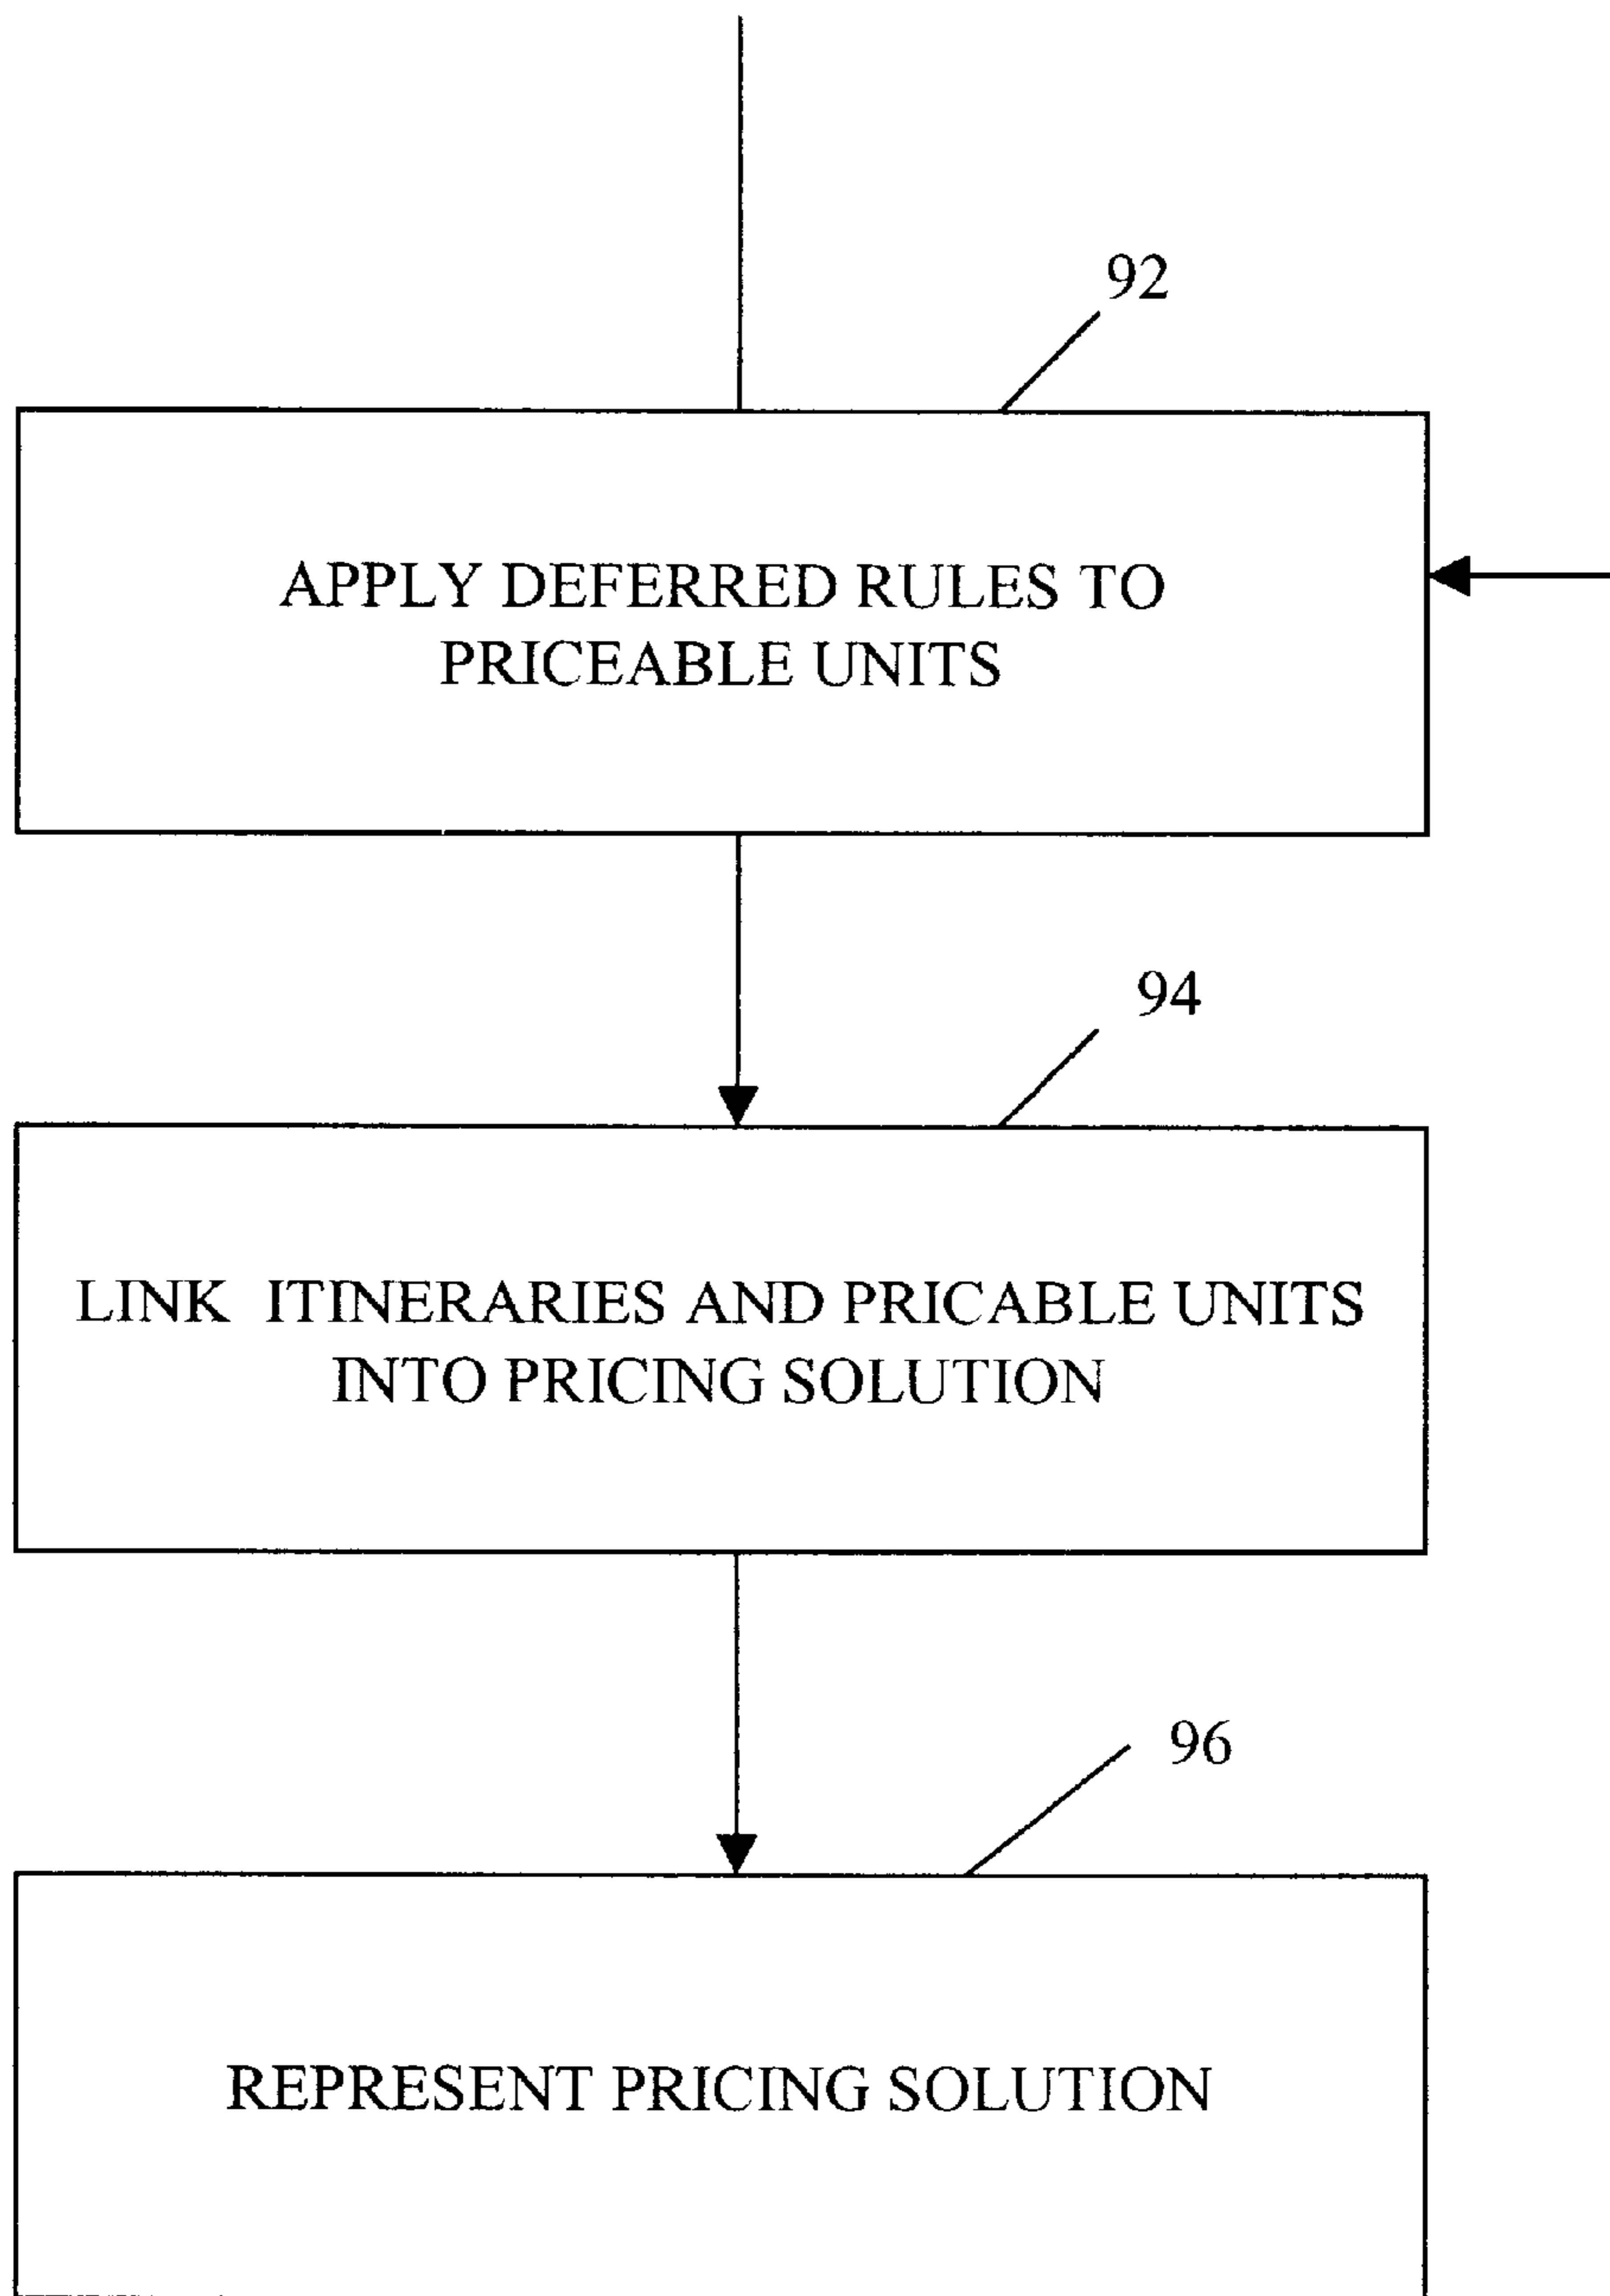 92
APPLY DEFERRED RULES TO
PRICEABLE UNITS
94
LINK ITINERARIES AND PRICABLE UNITS
INTO PRICING SOLUTION
96
REPRESENT PRICING SOLUTION